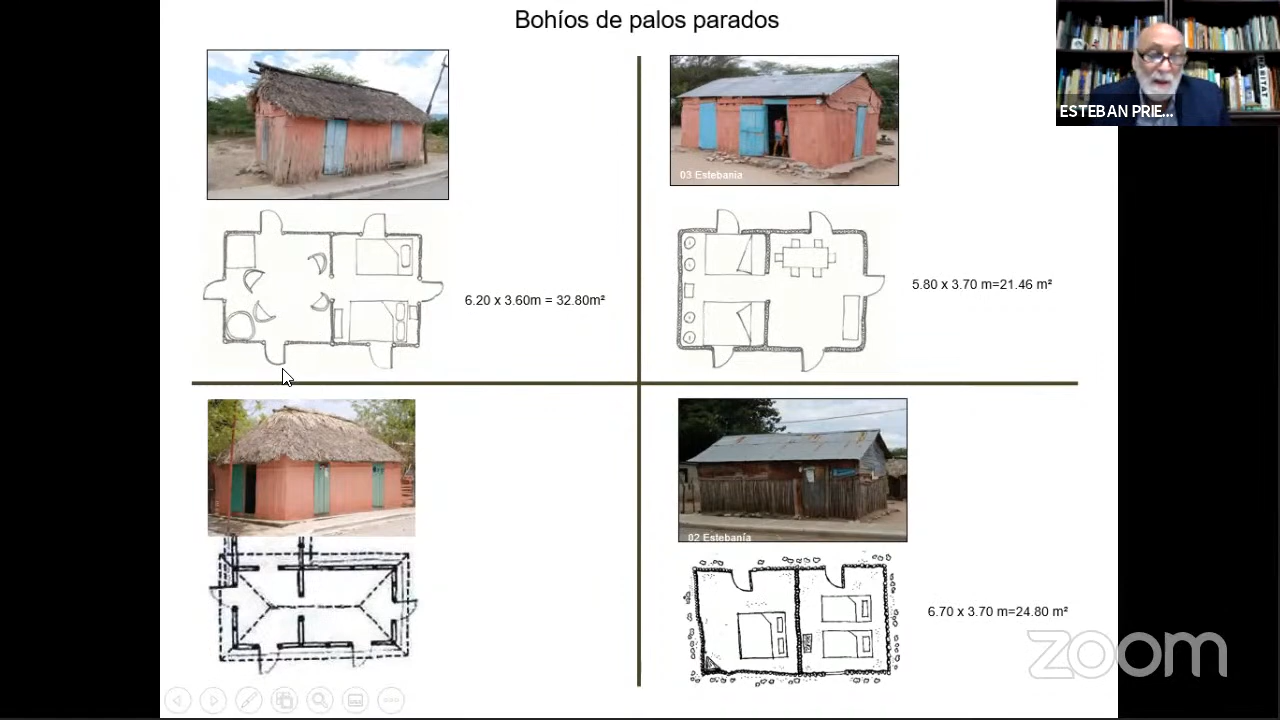 Bohíos de palos parados
ESTEBAN PRIE...
HÁBITAT
03 Estebania
6.20 x 3.60m = 32.80m²
5.80 x 3.70 m=21.46 m²
02 Estebanía
6.70 x 3.70 m=24.80 m²
zoom